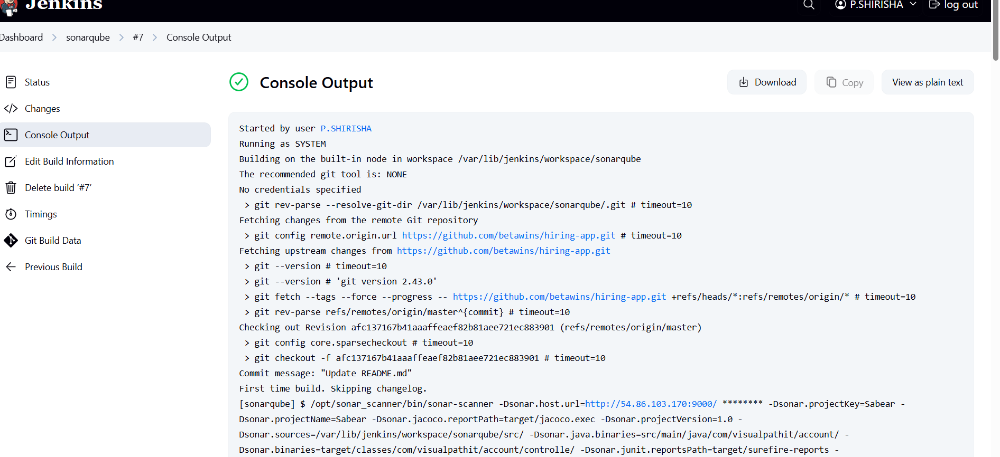 Jenkins
P.SHIRISHA
log out
Dashboard
sonarqube
#7
Console Output
Status
Changes
Console Output
Edit Build Information
Delete build '#7'
Timings
Git Build Data
Previous Build
Console Output
Download
Copy
View as plain text
Started by user P.SHIRISHA
Running as SYSTEM
Building on the built-in node in workspace /var/lib/jenkins/workspace/sonarqube
The recommended git tool is: NONE
No credentials specified
> git rev-parse --resolve-git-dir /var/lib/jenkins/workspace/sonarqube/.git # timeout=10
Fetching changes from the remote Git repository
> git config remote.origin.url https://github.com/betawins/hiring-app.git # timeout=10
Fetching upstream changes from https://github.com/betawins/hiring-app.git
> git --version # timeout=10
> git --version # 'git version 2.43.0'
> git fetch --tags --force --progress -- https://github.com/betawins/hiring-app.git +refs/heads/*:refs/remotes/origin/* # timeout=10
> git rev-parse refs/remotes/origin/master^{commit} # timeout=10
Checking out Revision afc137167b41aaaffeaef82b81aee721ec883901 (refs/remotes/origin/master)
> git config core.sparsecheckout # timeout=10
> git checkout -f afc137167b41aaaffeaef82b81aee721ec883901 # timeout=10
Commit message: "Update README.md"
First time build. Skipping changelog.
[sonarqube] $ /opt/sonar_scanner/bin/sonar-scanner -Dsonar.host.url=http://54.86.103.170:9000/ ******** -Dsonar.projectKey=Sabear -
Dsonar.projectName=Sabear -Dsonar.jacoco.reportPath=target/jacoco.exec -Dsonar.projectVersion=1.0 -
Dsonar.sources=/var/lib/jenkins/workspace/sonarqube/src/ -Dsonar.java.binaries=src/main/java/com/visualpathit/account/ -
Dsonar.binaries=target/classes/com/visualpathit/account/controlle/ -Dsonar.junit.reportsPath=target/surefire-reports -